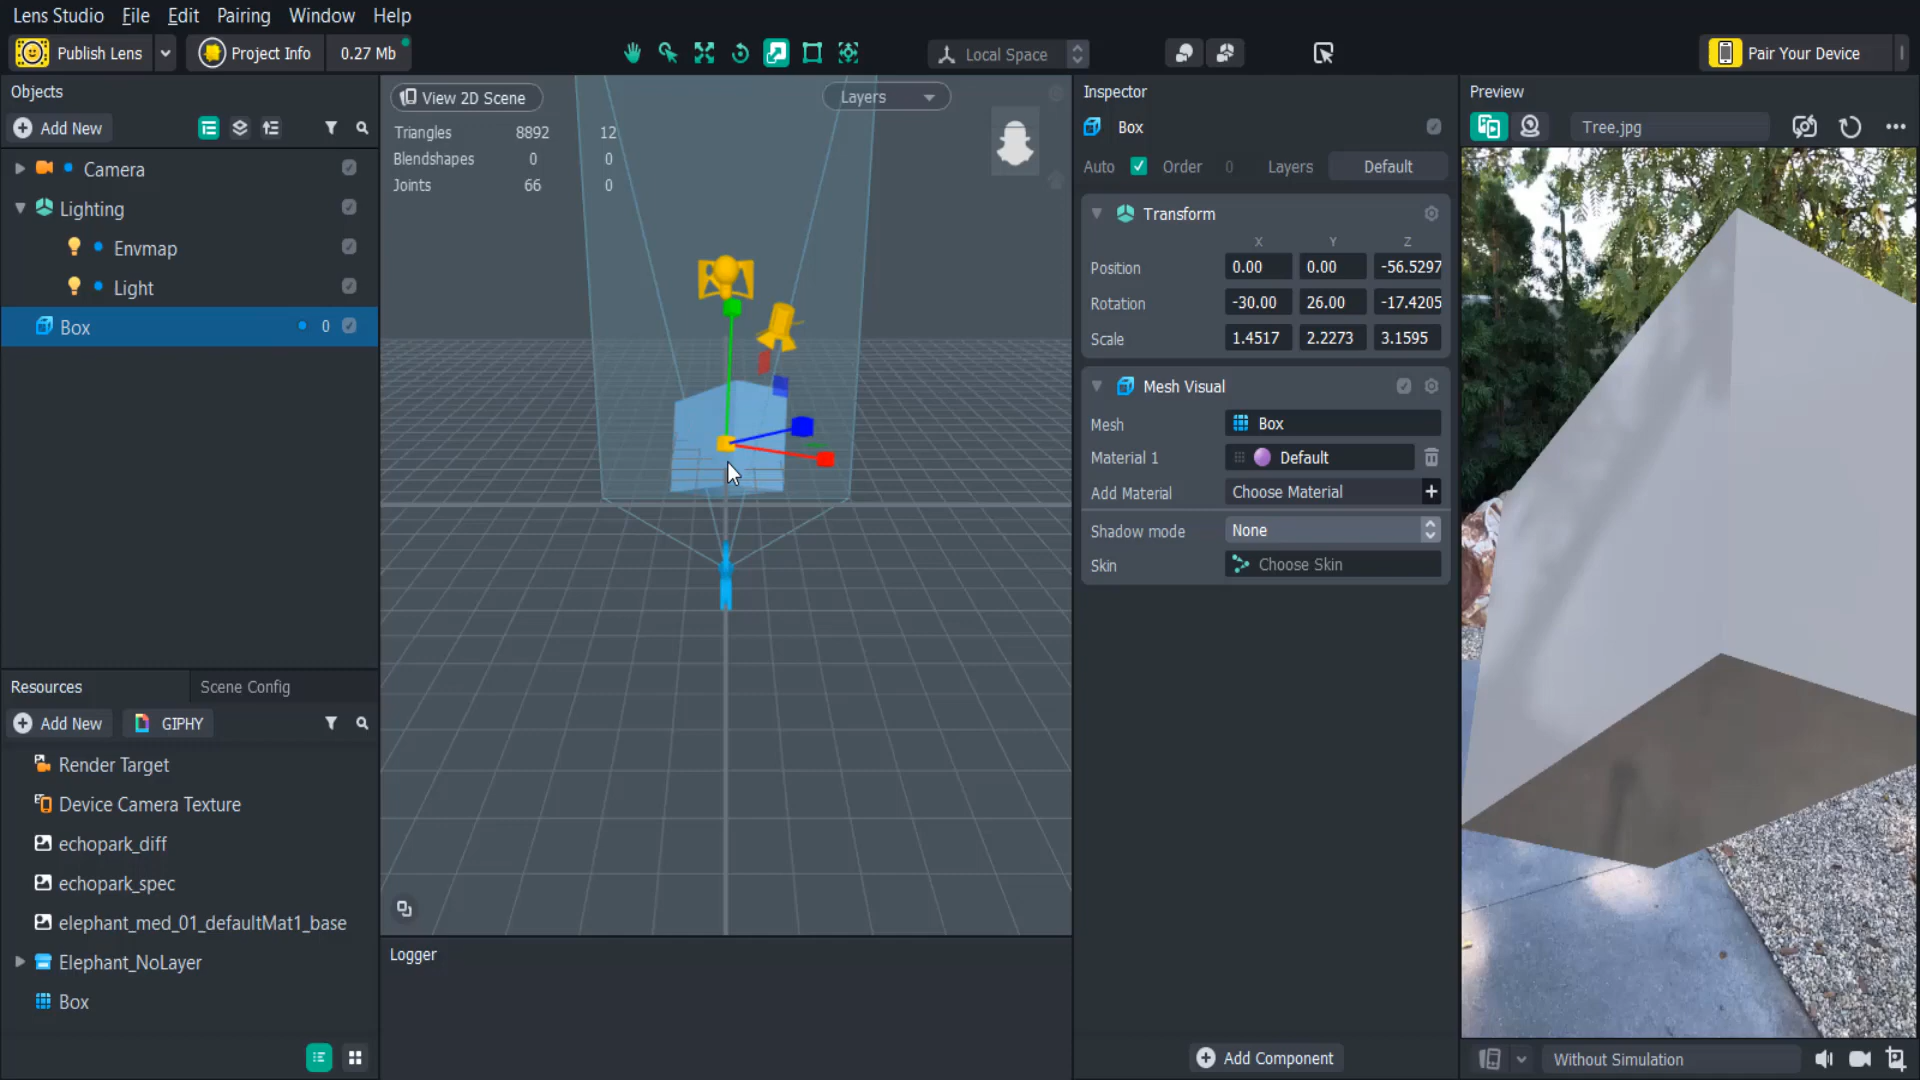 Lens Studio File Edit Pairing Window Help
Publish Lens Project Info 0.27 Mb Local Space Pair Your Device
Objects
Add New
Camera
Lighting
Envmap
Light
Box 0
Resources Scene Config
Add New GIPHY
Render Target
Device Camera Texture
echopark_diff
echopark_spec
elephant_med_01_defaultMat1_base
Elephant_NoLayer
Box
View 2D Scene Layers
Triangles 8892 12
Blendshapes 0 0
Joints 66 0
Logger
Inspector
Box
Auto Order 0 Layers Default
Transform
X Y Z
Position 0.00 0.00 -56.5297
Rotation -30.00 26.00 -17.4205
Scale 1.4517 2.2273 3.1595
Mesh Visual
Mesh Box
Material 1 Default
Add Material Choose Material +
Shadow mode None
Skin Choose Skin
Add Component
Preview
Tree.jpg
Without Simulation